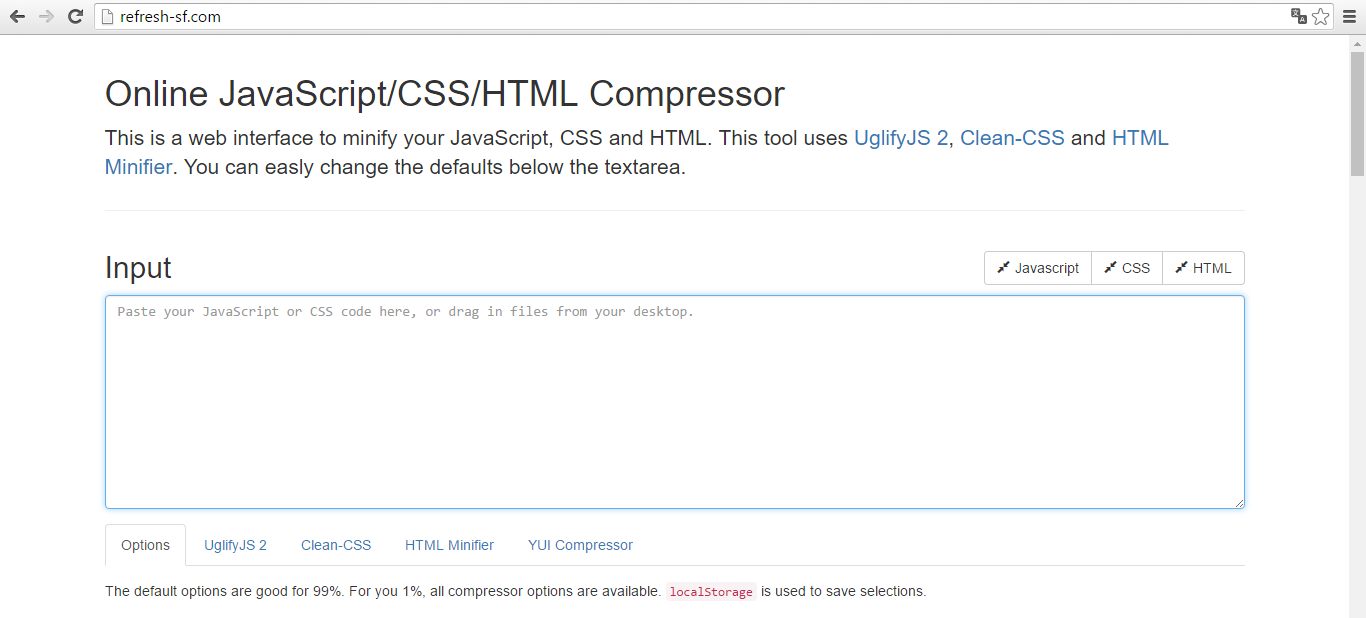 refresh-sf.com
Online JavaScript/CSS/HTML Compressor
This is a web interface to minify your JavaScript, CSS and HTML. This tool uses UglifyJS 2, Clean-CSS and HTML
Minifier. You can easly change the defaults below the textarea.
Input
Javascript CSS HTML
Paste your JavaScript or CSS code here, or drag in files from your desktop.
Options UglifyJS 2 Clean-CSS HTML Minifier YUI Compressor
The default options are good for 99%. For you 1%, all compressor options are available. localStorage is used to save selections.